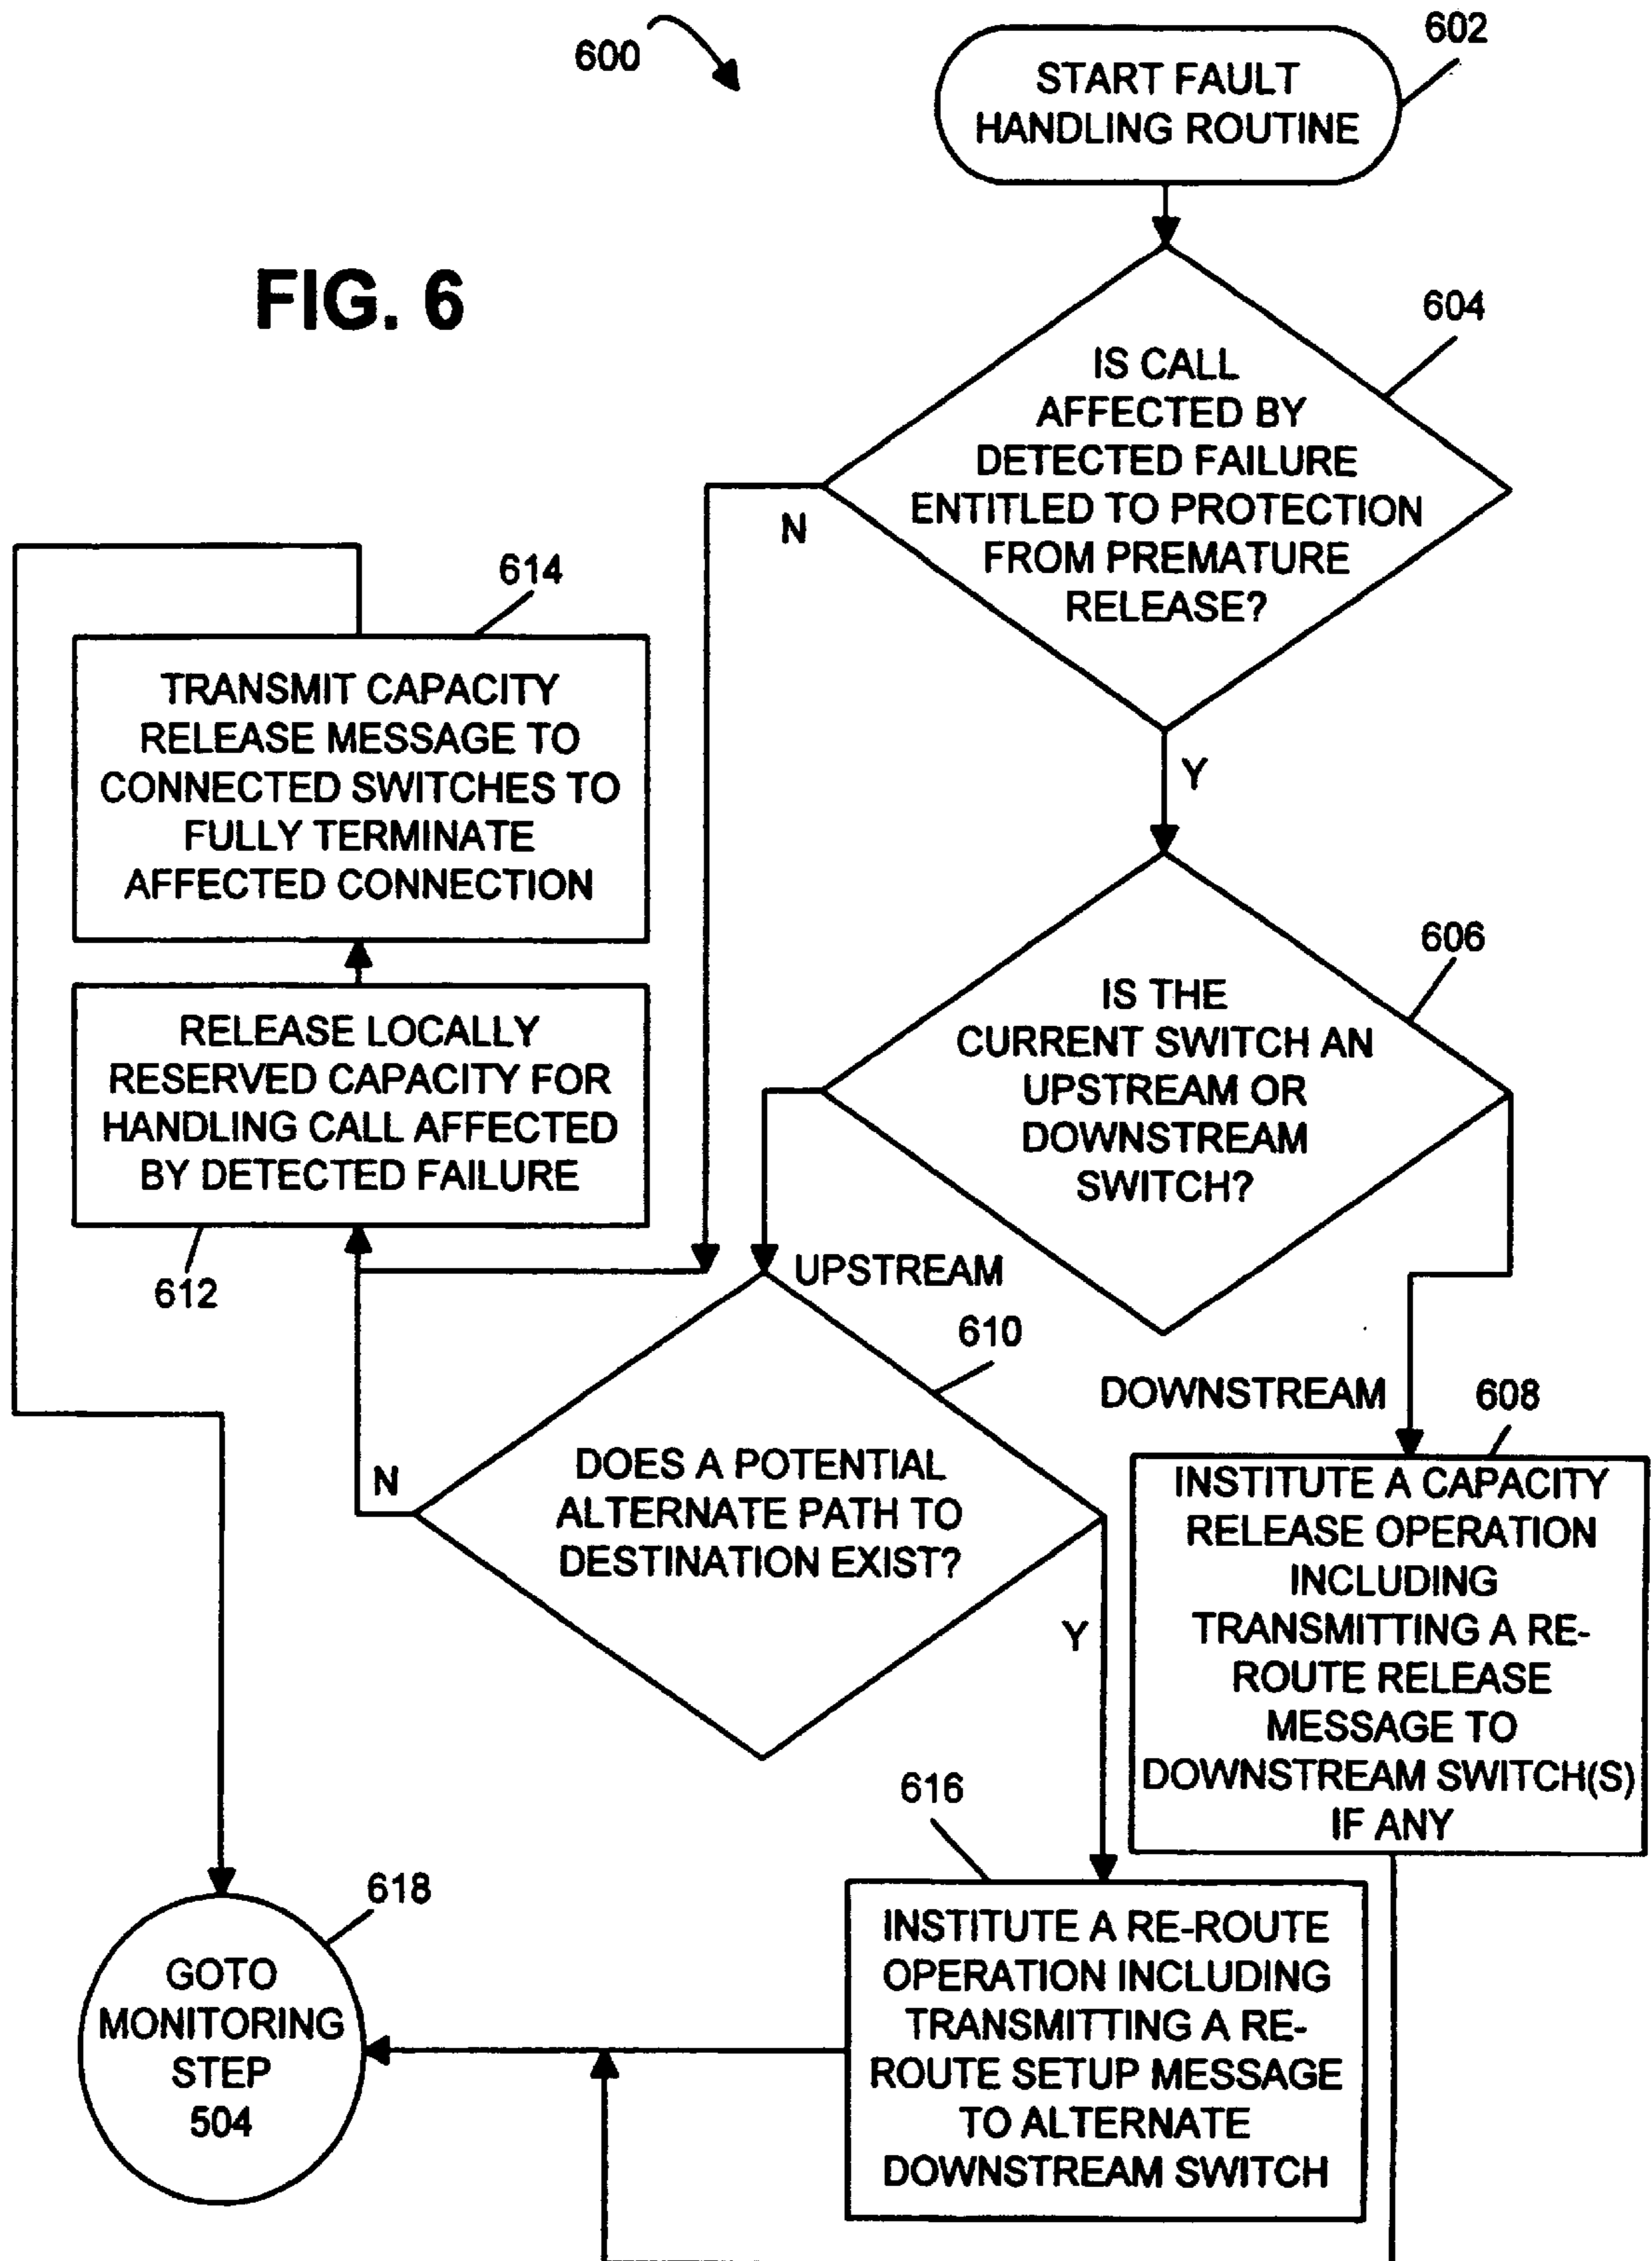 600
602
START FAULT
HANDLING ROUTINE
FIG. 6
604
IS CALL
AFFECTED BY
DETECTED FAILURE
ENTITLED TO PROTECTION
FROM PREMATURE
RELEASE?
N
Y
614
TRANSMIT CAPACITY
RELEASE MESSAGE TO
CONNECTED SWITCHES TO
FULLY TERMINATE
AFFECTED CONNECTION
606
IS THE
CURRENT SWITCH AN
UPSTREAM OR
DOWNSTREAM
SWITCH?
RELEASE LOCALLY
RESERVED CAPACITY FOR
HANDLING CALL AFFECTED
BY DETECTED FAILURE
612
UPSTREAM
610
DOES A POTENTIAL
ALTERNATE PATH TO
DESTINATION EXIST?
N
Y
DOWNSTREAM
608
INSTITUTE A CAPACITY
RELEASE OPERATION
INCLUDING
TRANSMITTING A RE-
ROUTE RELEASE
MESSAGE TO
DOWNSTREAM SWITCH(S)
IF ANY
616
INSTITUTE A RE-ROUTE
OPERATION INCLUDING
TRANSMITTING A RE-
ROUTE SETUP MESSAGE
TO ALTERNATE
DOWNSTREAM SWITCH
618
GOTO
MONITORING
STEP
504